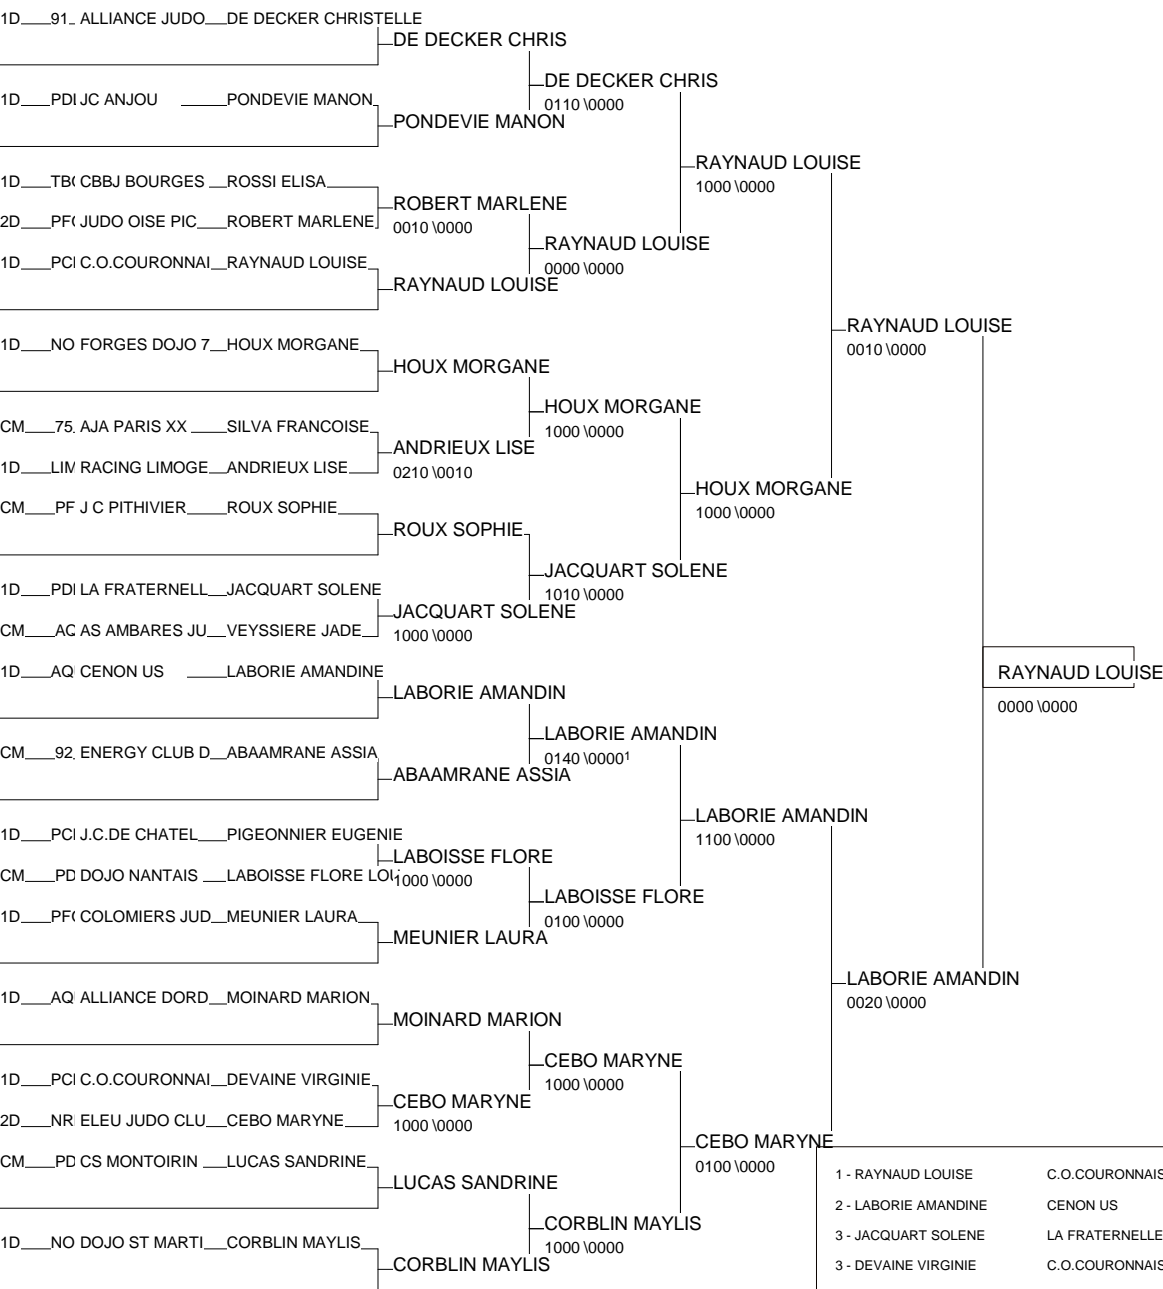 1D 91 ALLIANCE JUDO DE DECKER CHRISTELLE
DE DECKER CHRIS
DE DECKER CHRIS
0110 \0000
1D PDI JC ANJOU PONDEVIE MANON
PONDEVIE MANON
RAYNAUD LOUISE
1000 \0000
1D TB( CBBJ BOURGES ROSSI ELISA
ROBERT MARLENE
0010 \0000
2D PF( JUDO OISE PIC ROBERT MARLENE
RAYNAUD LOUISE
0000 \0000
1D PCI C.O.COURONNAI RAYNAUD LOUISE
RAYNAUD LOUISE
RAYNAUD LOUISE
0010 \0000
1D NO FORGES DOJO 7 HOUX MORGANE
HOUX MORGANE
HOUX MORGANE
1000 \0000
CM 75 AJA PARIS XX SILVA FRANCOISE
ANDRIEUX LISE
0210 \0010
1D LIM RACING LIMOGE ANDRIEUX LISE
HOUX MORGANE
1000 \0000
CM PF J C PITHIVIER ROUX SOPHIE
ROUX SOPHIE
JACQUART SOLENE
1010 \0000
1D PDI LA FRATERNELL JACQUART SOLENE
JACQUART SOLENE
1000 \0000
CM AQ AS AMBARES JU VEYSSIERE JADE
RAYNAUD LOUISE
0000 \0000
1D AQ CENON US LABORIE AMANDINE
LABORIE AMANDIN
LABORIE AMANDIN
0140 \0000¹
CM 92 ENERGY CLUB D ABAAMRANE ASSIA
ABAAMRANE ASSIA
LABORIE AMANDIN
1100 \0000
1D PCI J.C.DE CHATEL PIGEONNIER EUGENIE
LABOISSE FLORE
1000 \0000
CM PD DOJO NANTAIS LABOISSE FLORE LOU
LABOISSE FLORE
0100 \0000
1D PF( COLOMIERS JUD MEUNIER LAURA
MEUNIER LAURA
LABORIE AMANDIN
0020 \0000
1D AQ ALLIANCE DORD MOINARD MARION
MOINARD MARION
CEBO MARYNE
1000 \0000
1D PCI C.O.COURONNAI DEVAINE VIRGINIE
CEBO MARYNE
1000 \0000
2D NR ELEU JUDO CLU CEBO MARYNE
CEBO MARYNE
0100 \0000
CM PD CS MONTOIRIN LUCAS SANDRINE
LUCAS SANDRINE
CORBLIN MAYLIS
1000 \0000
1D NO DOJO ST MARTI CORBLIN MAYLIS
CORBLIN MAYLIS
1 - RAYNAUD LOUISE C.O.COURONNAIS
2 - LABORIE AMANDINE CENON US
3 - JACQUART SOLENE LA FRATERNELLE
3 - DEVAINE VIRGINIE C.O.COURONNAIS